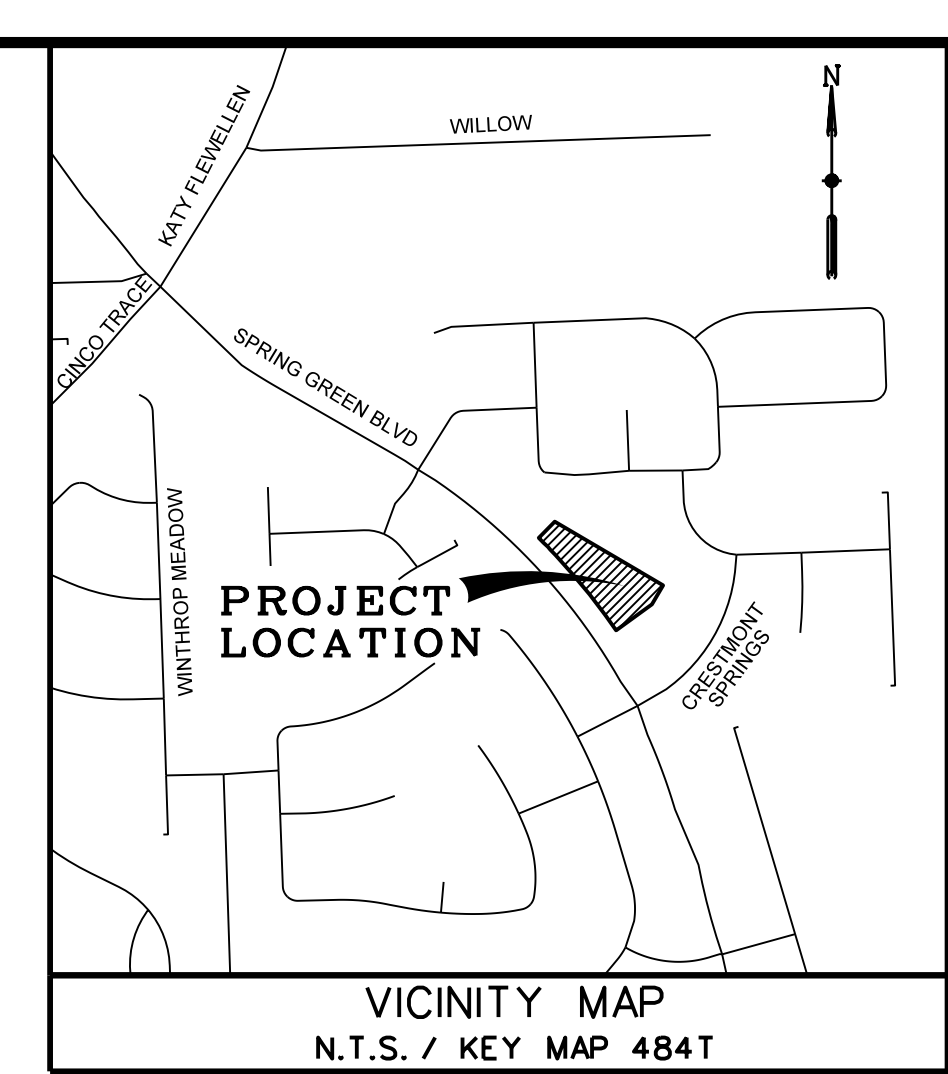 N
WILLOW
KATY FLEWELLEN
CINCO TRACE
SPRING GREEN BLVD
WINTHROP MEADOW
PROJECT
LOCATION
CRESTMONT
SPRINGS
VICINITY MAP
N.T.S. / KEY MAP 484T